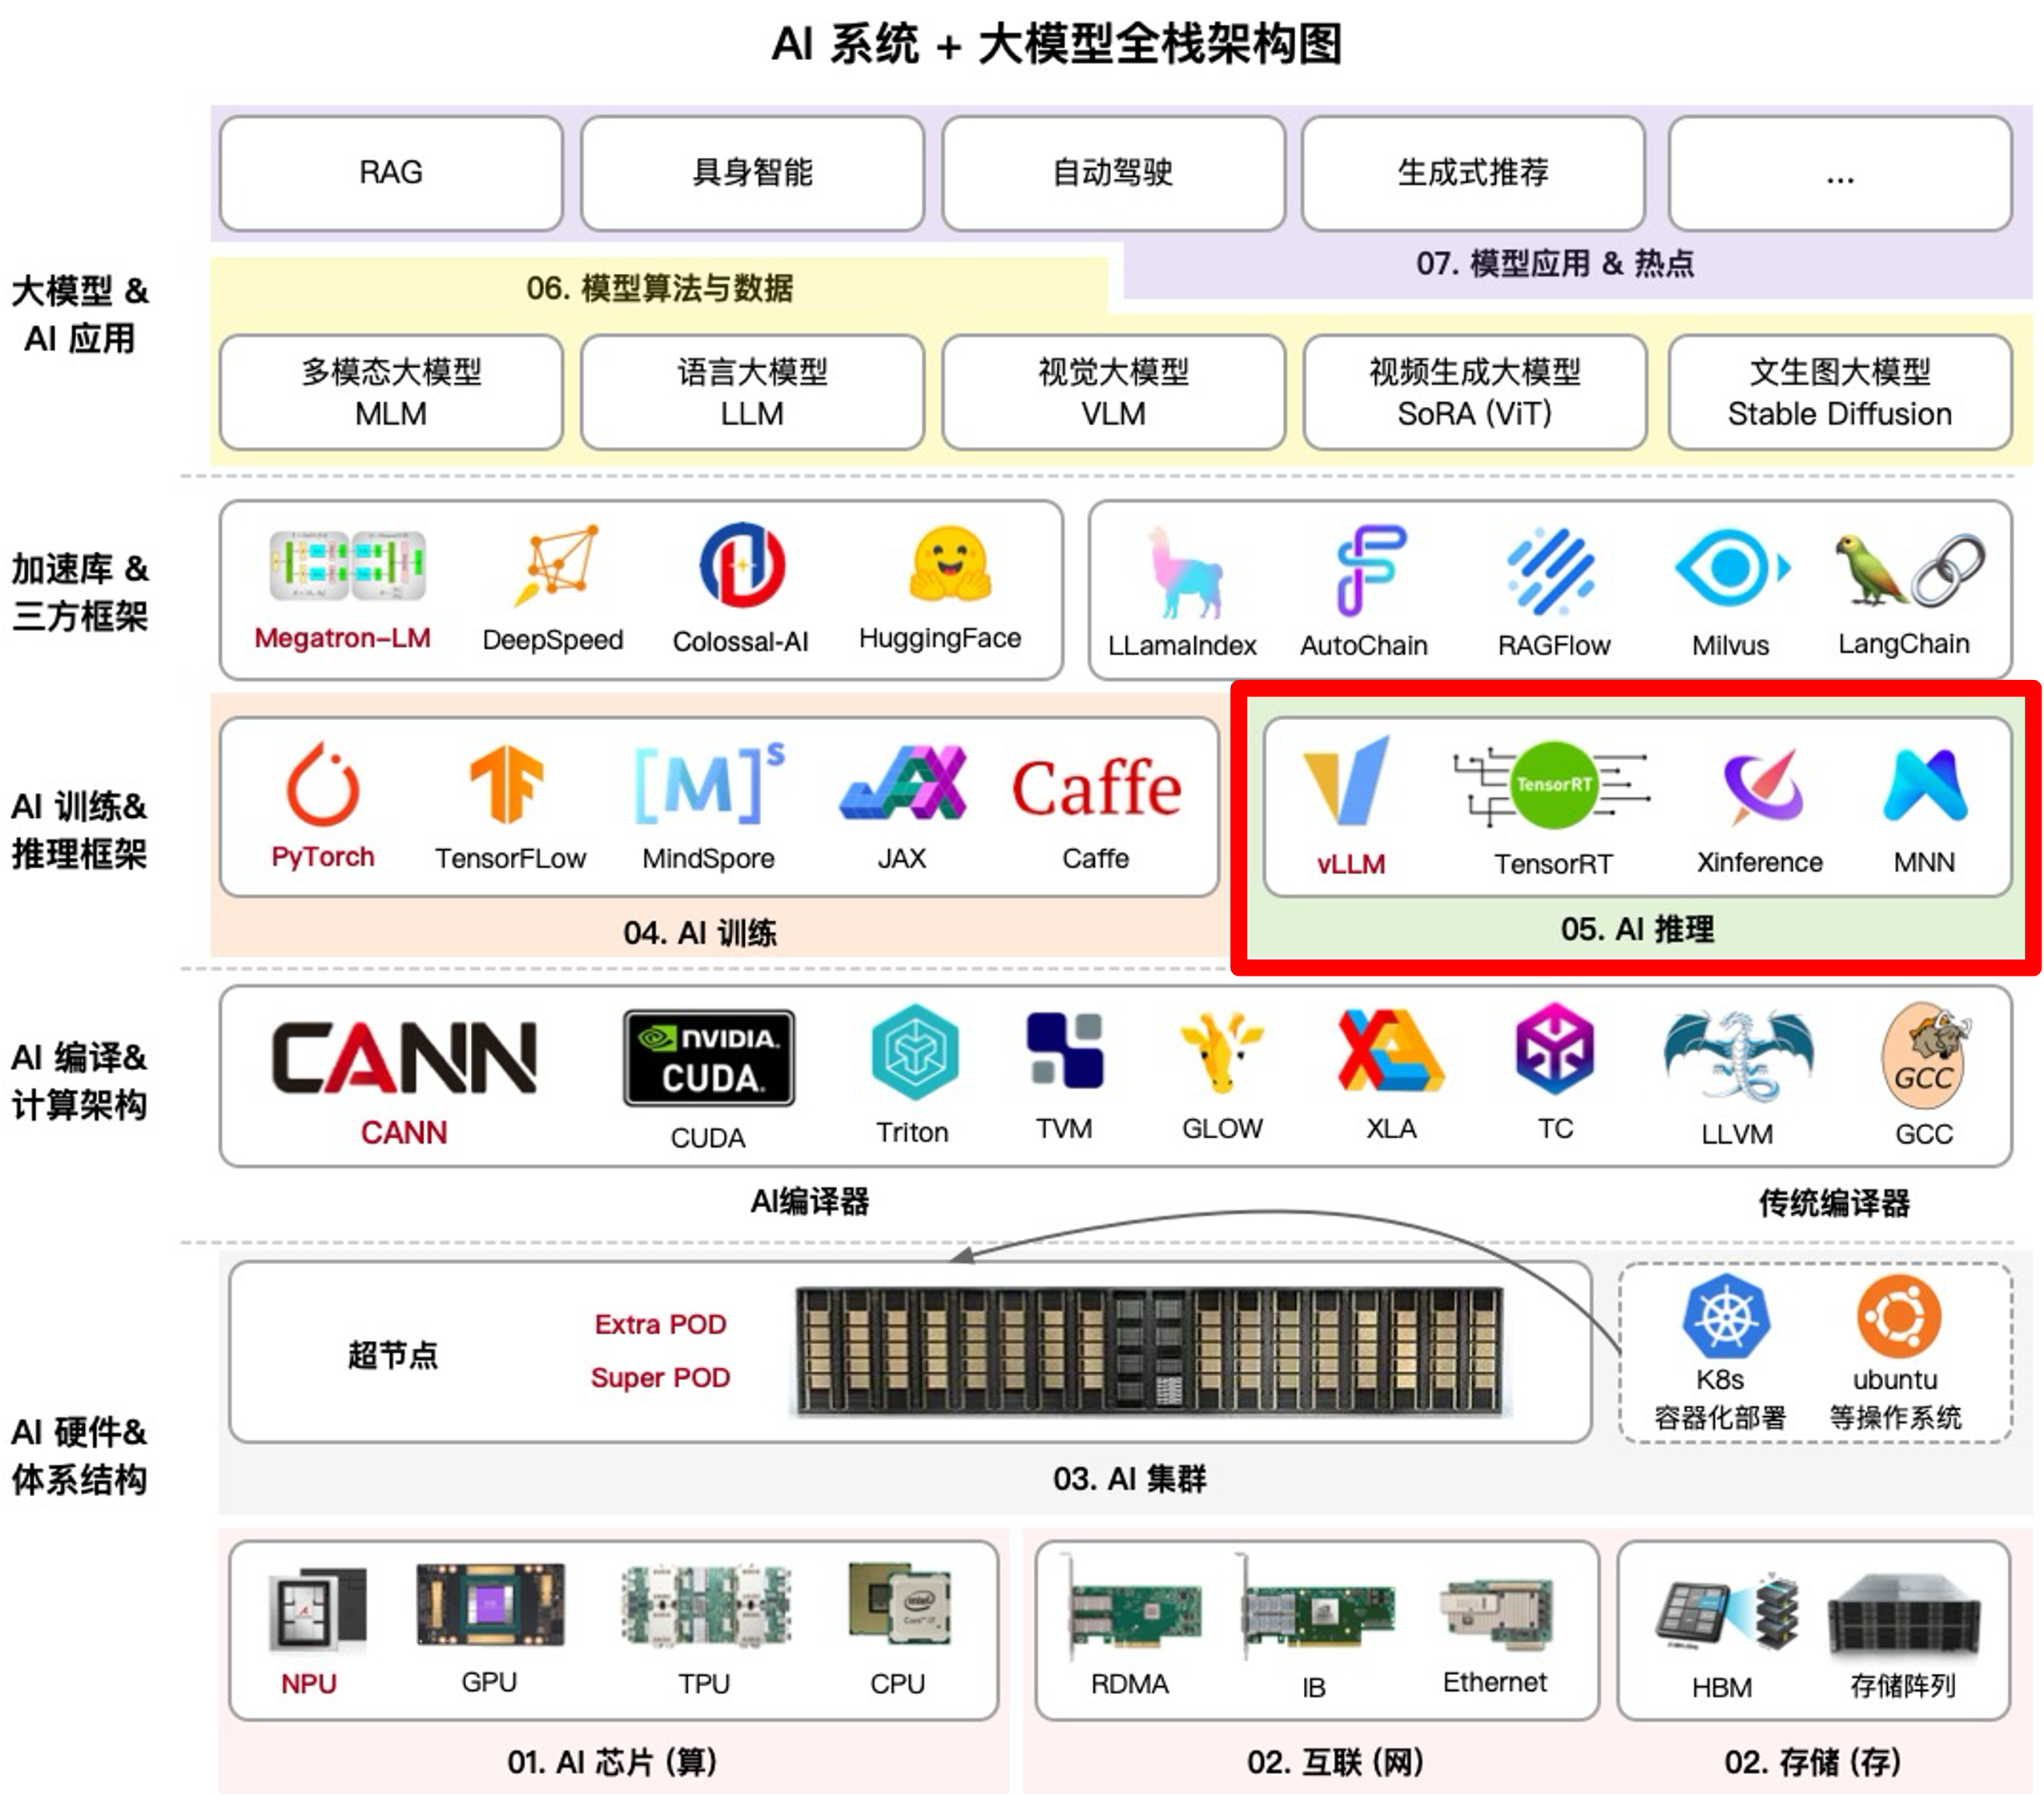 AI 系统 + 大模型全栈架构图
RAG
具身智能
自动驾驶
生成式推荐
...
07. 模型应用 & 热点
大模型 &
AI 应用
06. 模型算法与数据
多模态大模型
MLM
语言大模型
LLM
视觉大模型
VLM
视频生成大模型
SoRA (ViT)
文生图大模型
Stable Diffusion
加速库 &
三方框架
Megatron-LM
DeepSpeed
Colossal-AI
HuggingFace
LLamaIndex
AutoChain
RAGFlow
Milvus
LangChain
AI 训练&
推理框架
[M]s
Caffe
PyTorch
TensorFLow
MindSpore
JAX
Caffe
04. AI 训练
TensorRT
vLLM
TensorRT
Xinference
MNN
05. AI 推理
AI 编译&
计算架构
CANN
NVIDIA.
CUDA.
GCC
CANN
CUDA
Triton
TVM
GLOW
XLA
TC
LLVM
GCC
AI编译器
传统编译器
AI 硬件&
体系结构
超节点
Extra POD
Super POD
K8s
容器化部署
ubuntu
等操作系统
03. AI 集群
intel
NPU
GPU
TPU
CPU
01. AI 芯片 (算)
RDMA
IB
Ethernet
02. 互联 (网)
HBM
存储阵列
02. 存储 (存)